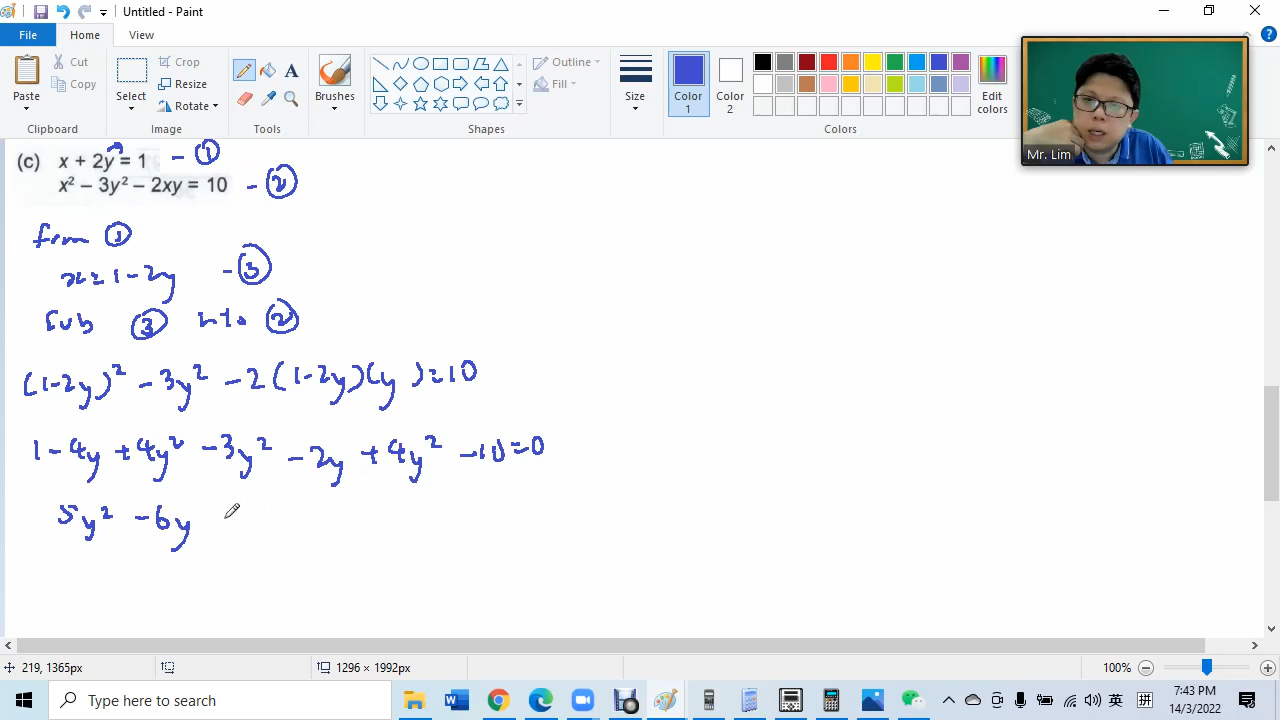 Untitled - Paint
File Home View
Paste Cut Copy Clipboard
Select Crop Resize Rotate Image
Tools
Brushes
Shapes
Outline Fill
Size
Color 1
Color 2
Edit colors
Colors
Mr. Lim
(c) x + 2y = 1 - ①
x² – 3y² – 2xy = 10 - ②
from ①
x = 1 - 2y - ③
Sub ③ into ②
(1-2y)² - 3y² - 2(1-2y)(y) = 10
1 - 4y + 4y² - 3y² - 2y + 4y² - 10 = 0
5y² - 6y
219, 1365px
1296 × 1992px
100%
Type here to search
ENG
拼
7:43 PM
14/3/2022